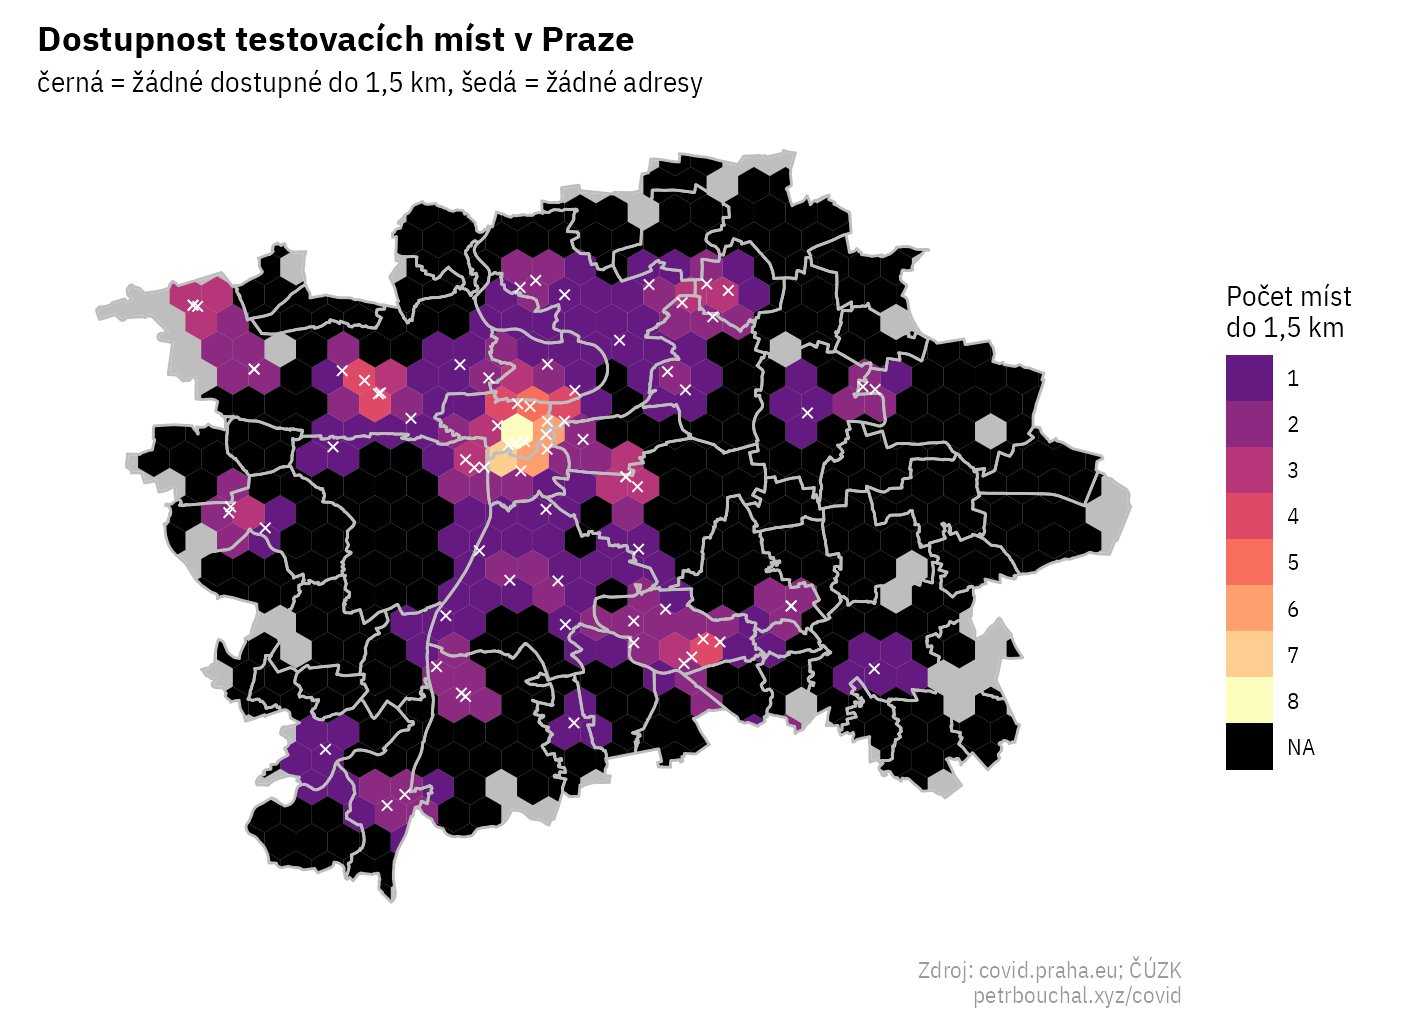 Dostupnost testovacích míst v Praze
černá = žádné dostupné do 1,5 km, šedá = žádné adresy
Počet míst
do 1,5 km
1
2
3
4
5
6
7
8
NA
Zdroj: covid.praha.eu; ČÚZK
petrbouchal.xyz/covid